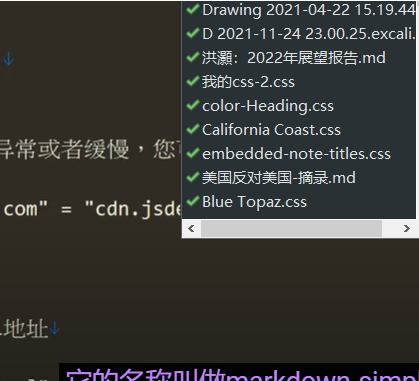 Drawing 2021-04-22 15.19.44
D 2021-11-24 23.00.25.excali.
洪灏：2022年展望报告.md
我的css-2.css
color-Heading.css
California Coast.css
embedded-note-titles.css
美国反对美国-摘录.md
Blue Topaz.css
异常或者缓慢，您
com" = "cdn.jsde
地址
它的名称叫做markdown simp